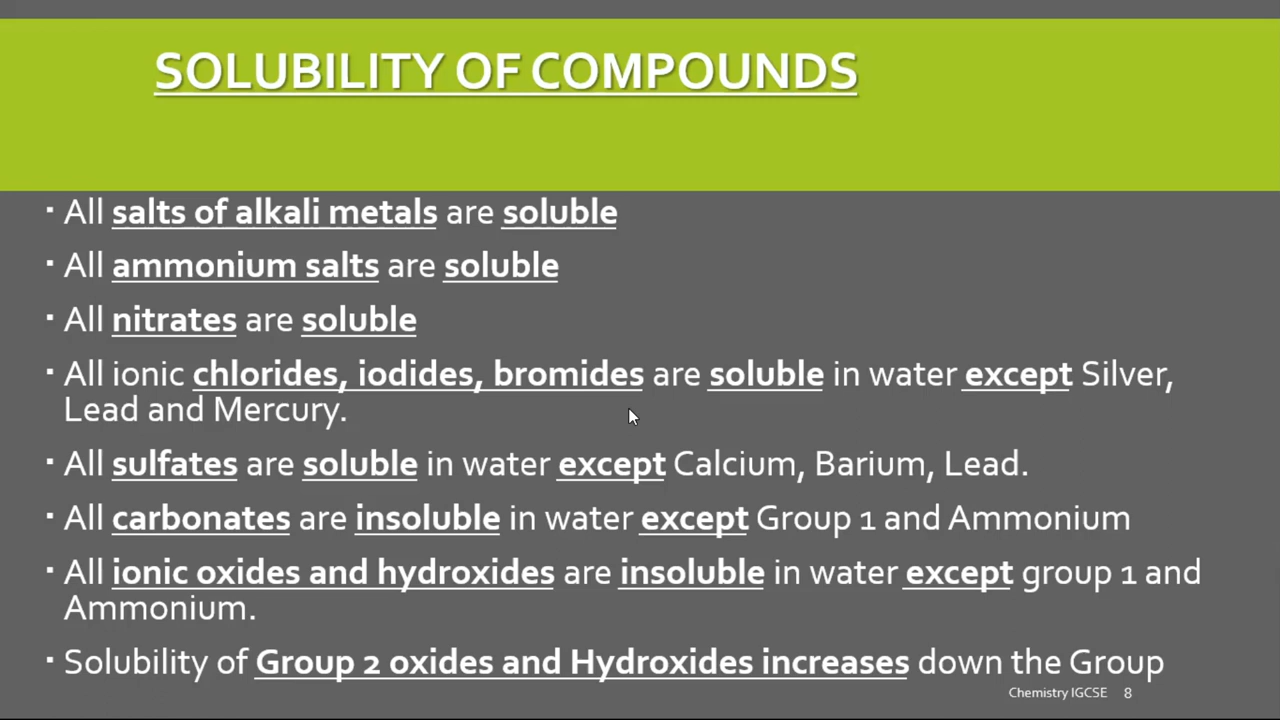 SOLUBILITY OF COMPOUNDS
▪ All salts of alkali metals are soluble
▪ All ammonium salts are soluble
▪ All nitrates are soluble
▪ All ionic chlorides, iodides, bromides are soluble in water except Silver,
Lead and Mercury.
▪ All sulfates are soluble in water except Calcium, Barium, Lead.
▪ All carbonates are insoluble in water except Group 1 and Ammonium
▪ All ionic oxides and hydroxides are insoluble in water except group 1 and
Ammonium.
▪ Solubility of Group 2 oxides and Hydroxides increases down the Group
Chemistry IGCSE 8